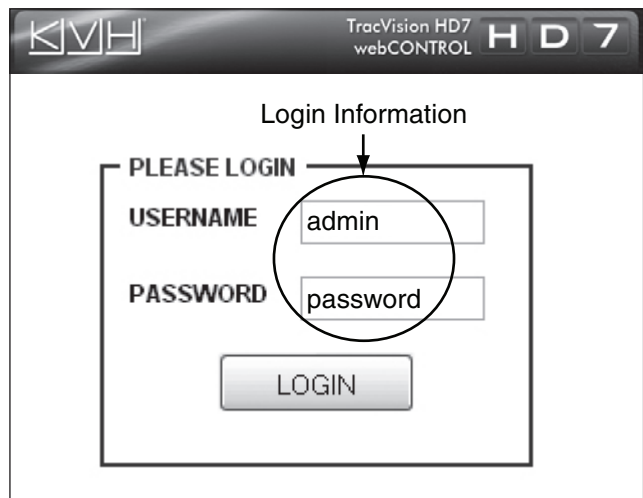 KVH
TracVision HD7
webCONTROL
HD7
Login Information
PLEASE LOGIN
USERNAME
admin
PASSWORD
password
LOGIN